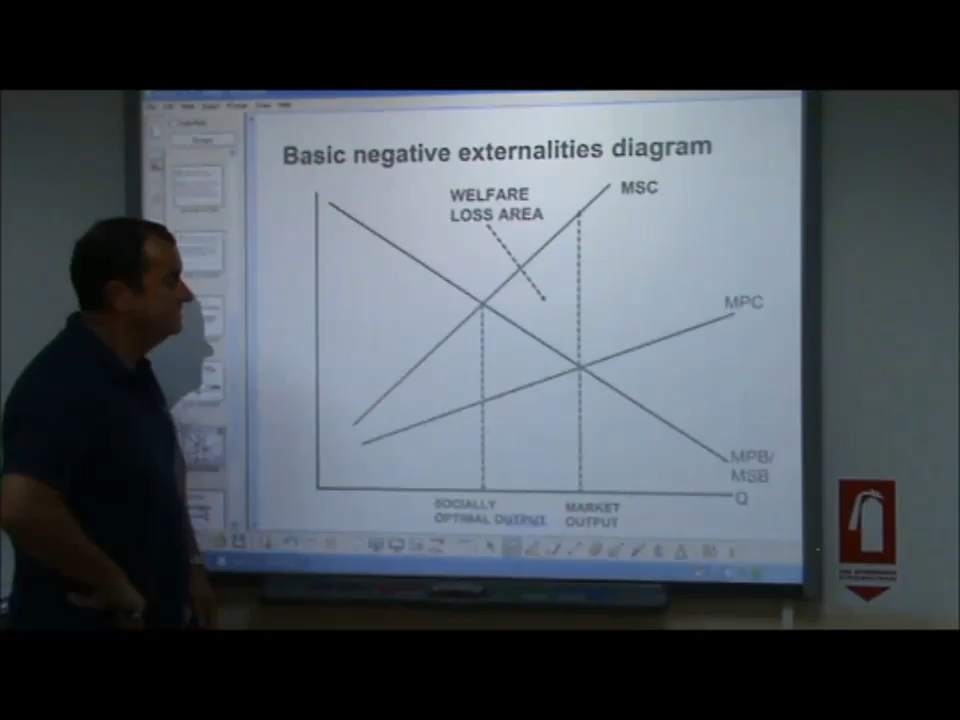 Basic negative externalities diagram
WELFARE
LOSS AREA
MSC
MPC
MPB/
MSB
Q
SOCIALLY
OPTIMAL OUTPUT
MARKET
OUTPUT